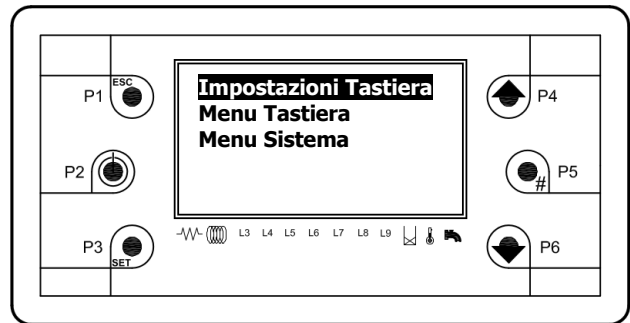 ESC
P1
Impostazioni Tastiera
P4
Menu Tastiera
Menu Sistema
P2
P5
#
L3 L4 L5 L6 L7 L8 L9
P3
SET
P6